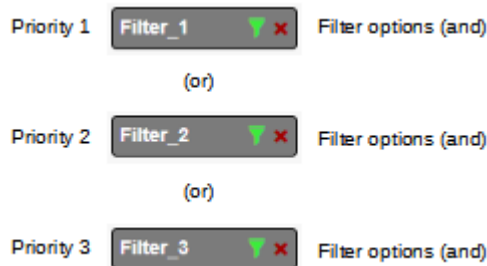 Priority 1 Filter_1 Filter options (and)
(or)
Priority 2 Filter_2 Filter options (and)
(or)
Priority 3 Filter_3 Filter options (and)